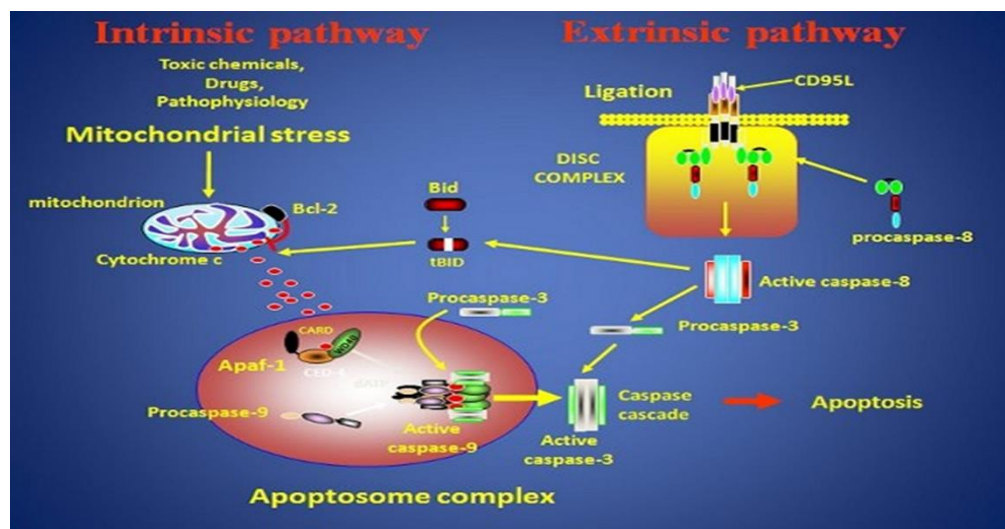 Intrinsic pathway
Extrinsic pathway
Toxic chemicals,
Drugs,
Pathophysiology
Mitochondrial stress
CD95L
Ligation
DISC
COMPLEX
mitochondrion
Bcl-2
Bid
procaspase-8
Cytochrome c
tBID
Active caspase-8
Procaspase-3
Procaspase-3
CARD
WD40
Apaf-1
CED-4
dATP
Procaspase-9
Active
caspase-9
Active
caspase-3
Caspase
cascade
Apoptosis
Apoptosome complex